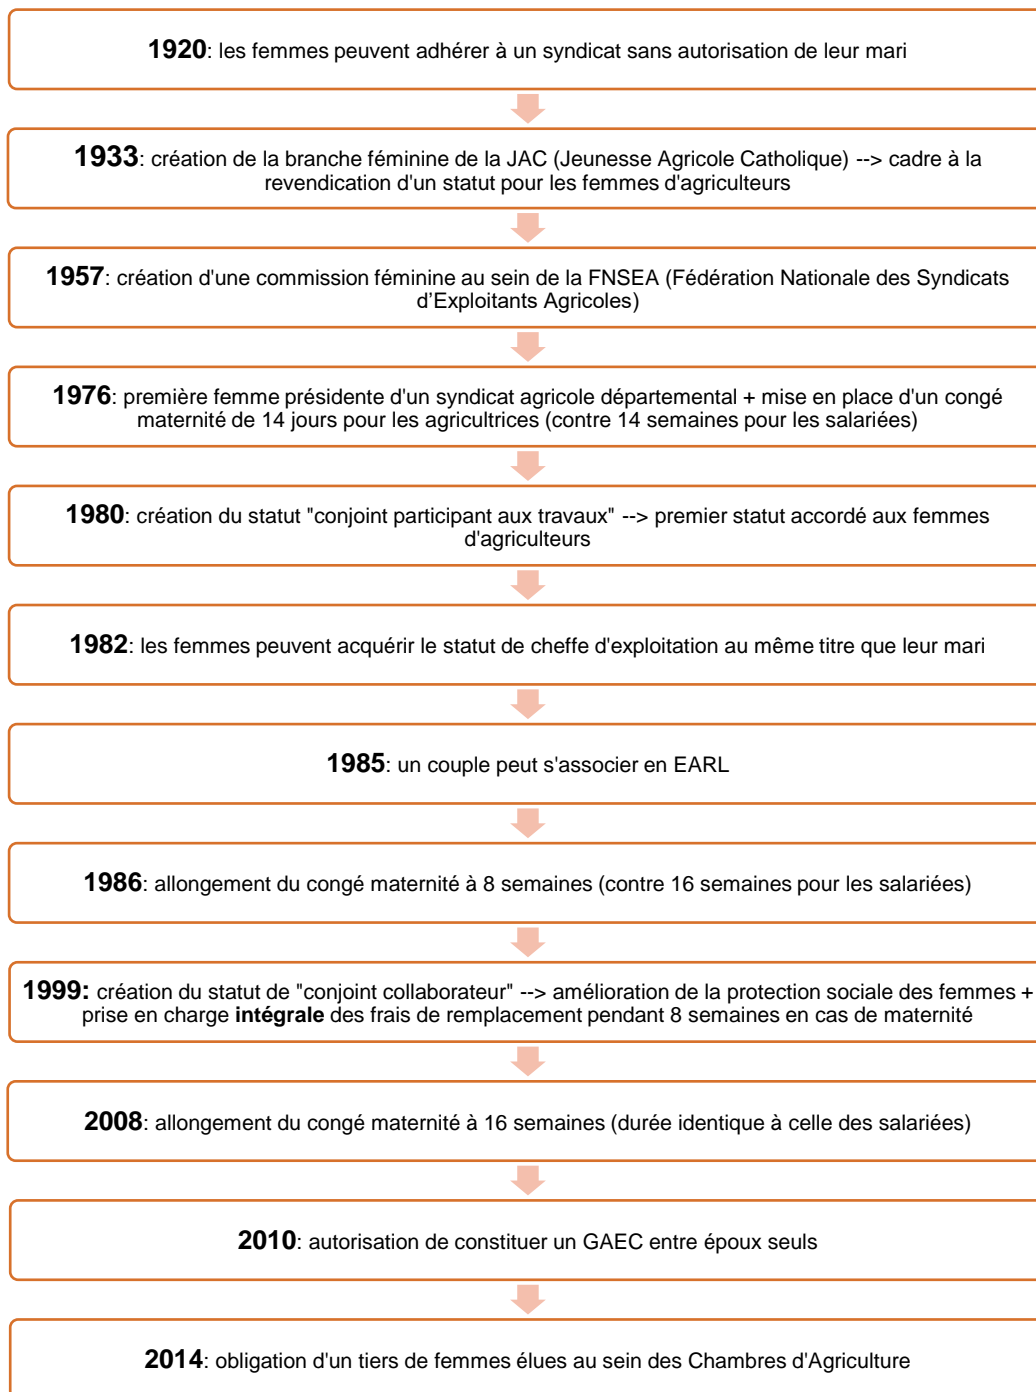 1920: les femmes peuvent adhérer à un syndicat sans autorisation de leur mari
1933: création de la branche féminine de la JAC (Jeunesse Agricole Catholique) --> cadre à la
revendication d'un statut pour les femmes d'agriculteurs
1957: création d'une commission féminine au sein de la FNSEA (Fédération Nationale des Syndicats
d’Exploitants Agricoles)
1976: première femme présidente d'un syndicat agricole départemental + mise en place d'un congé
maternité de 14 jours pour les agricultrices (contre 14 semaines pour les salariées)
1980: création du statut "conjoint participant aux travaux" --> premier statut accordé aux femmes
d'agriculteurs
1982: les femmes peuvent acquérir le statut de cheffe d'exploitation au même titre que leur mari
1985: un couple peut s'associer en EARL
1986: allongement du congé maternité à 8 semaines (contre 16 semaines pour les salariées)
1999: création du statut de "conjoint collaborateur" --> amélioration de la protection sociale des femmes +
prise en charge intégrale des frais de remplacement pendant 8 semaines en cas de maternité
2008: allongement du congé maternité à 16 semaines (durée identique à celle des salariées)
2010: autorisation de constituer un GAEC entre époux seuls
2014: obligation d'un tiers de femmes élues au sein des Chambres d'Agriculture